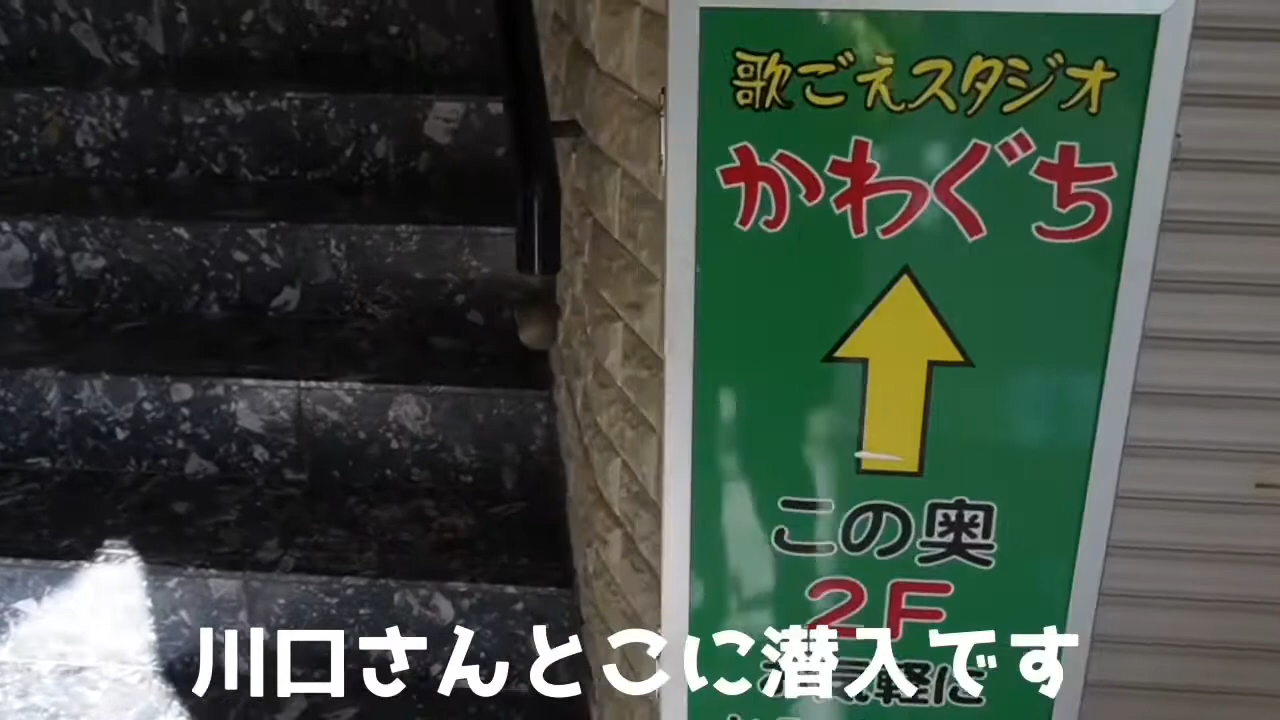 歌ごえスタジオ
かわぐち
この奥
2F
川口さんとこに潜入です